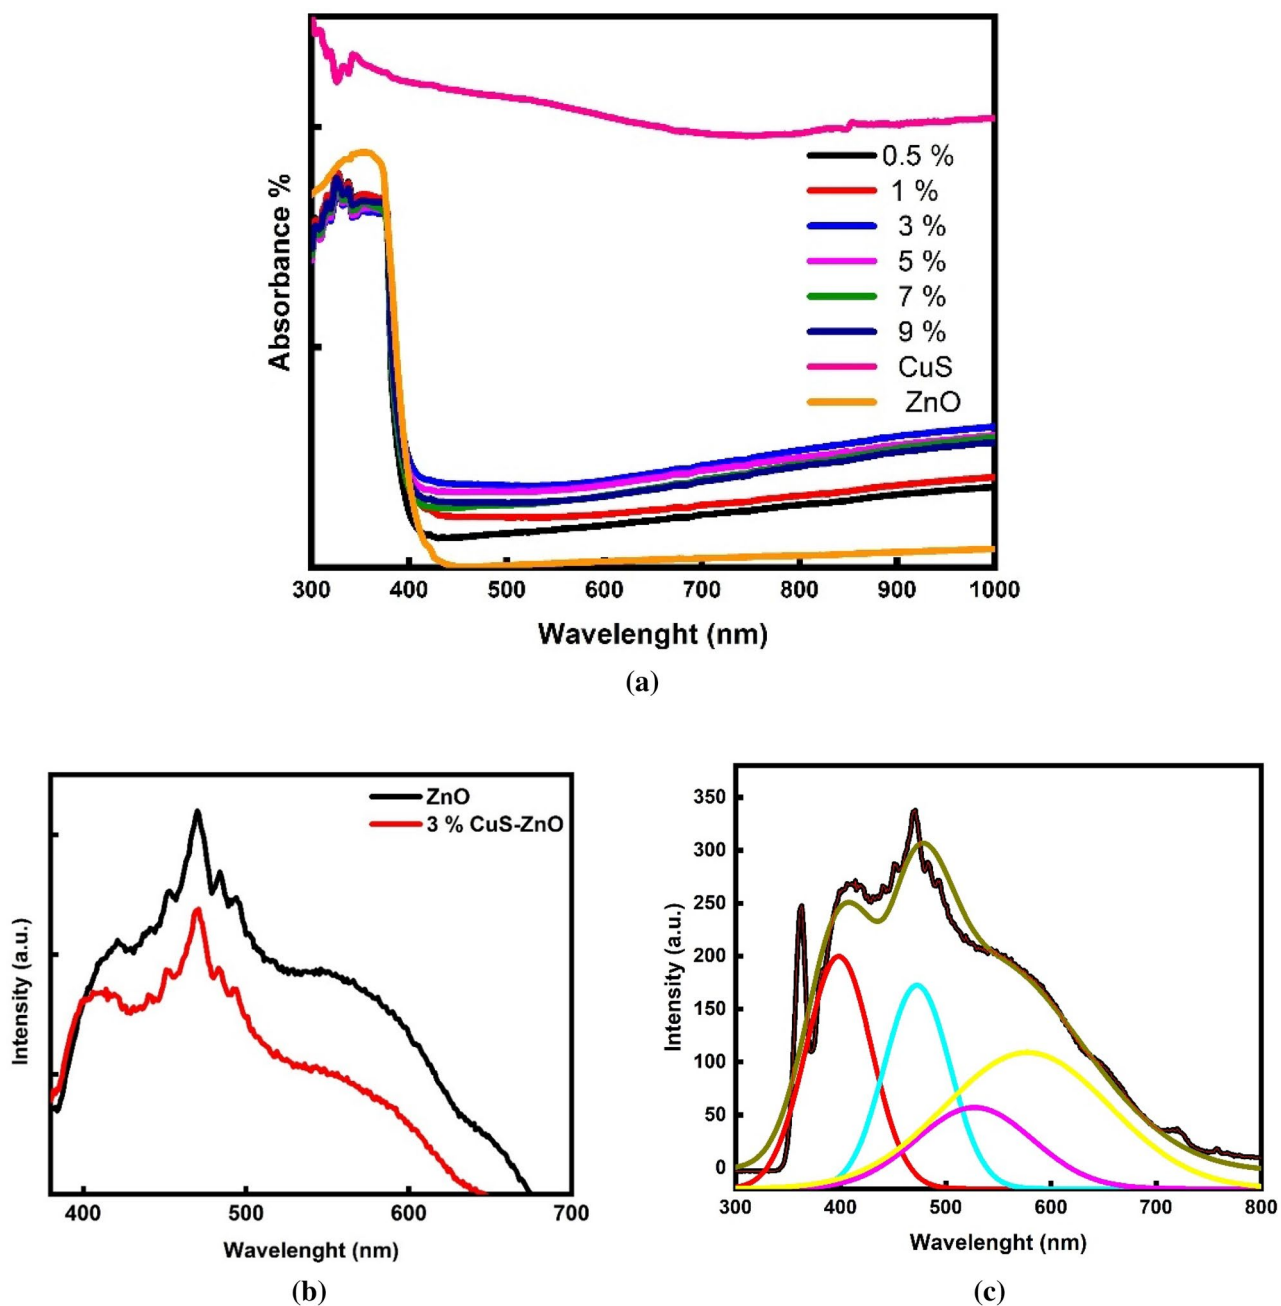 Absorbance %
0.5 %
1 %
3 %
5 %
7 %
9 %
CuS
ZnO
300 400 500 600 700 800 900 1000
Wavelenght (nm)
(a)
Intensity (a.u.)
ZnO
3 % CuS-ZnO
400 500 600 700
Wavelenght (nm)
(b)
Intensity (a.u.)
350
300
250
200
150
100
50
0
300 400 500 600 700 800
Wavelenght (nm)
(c)